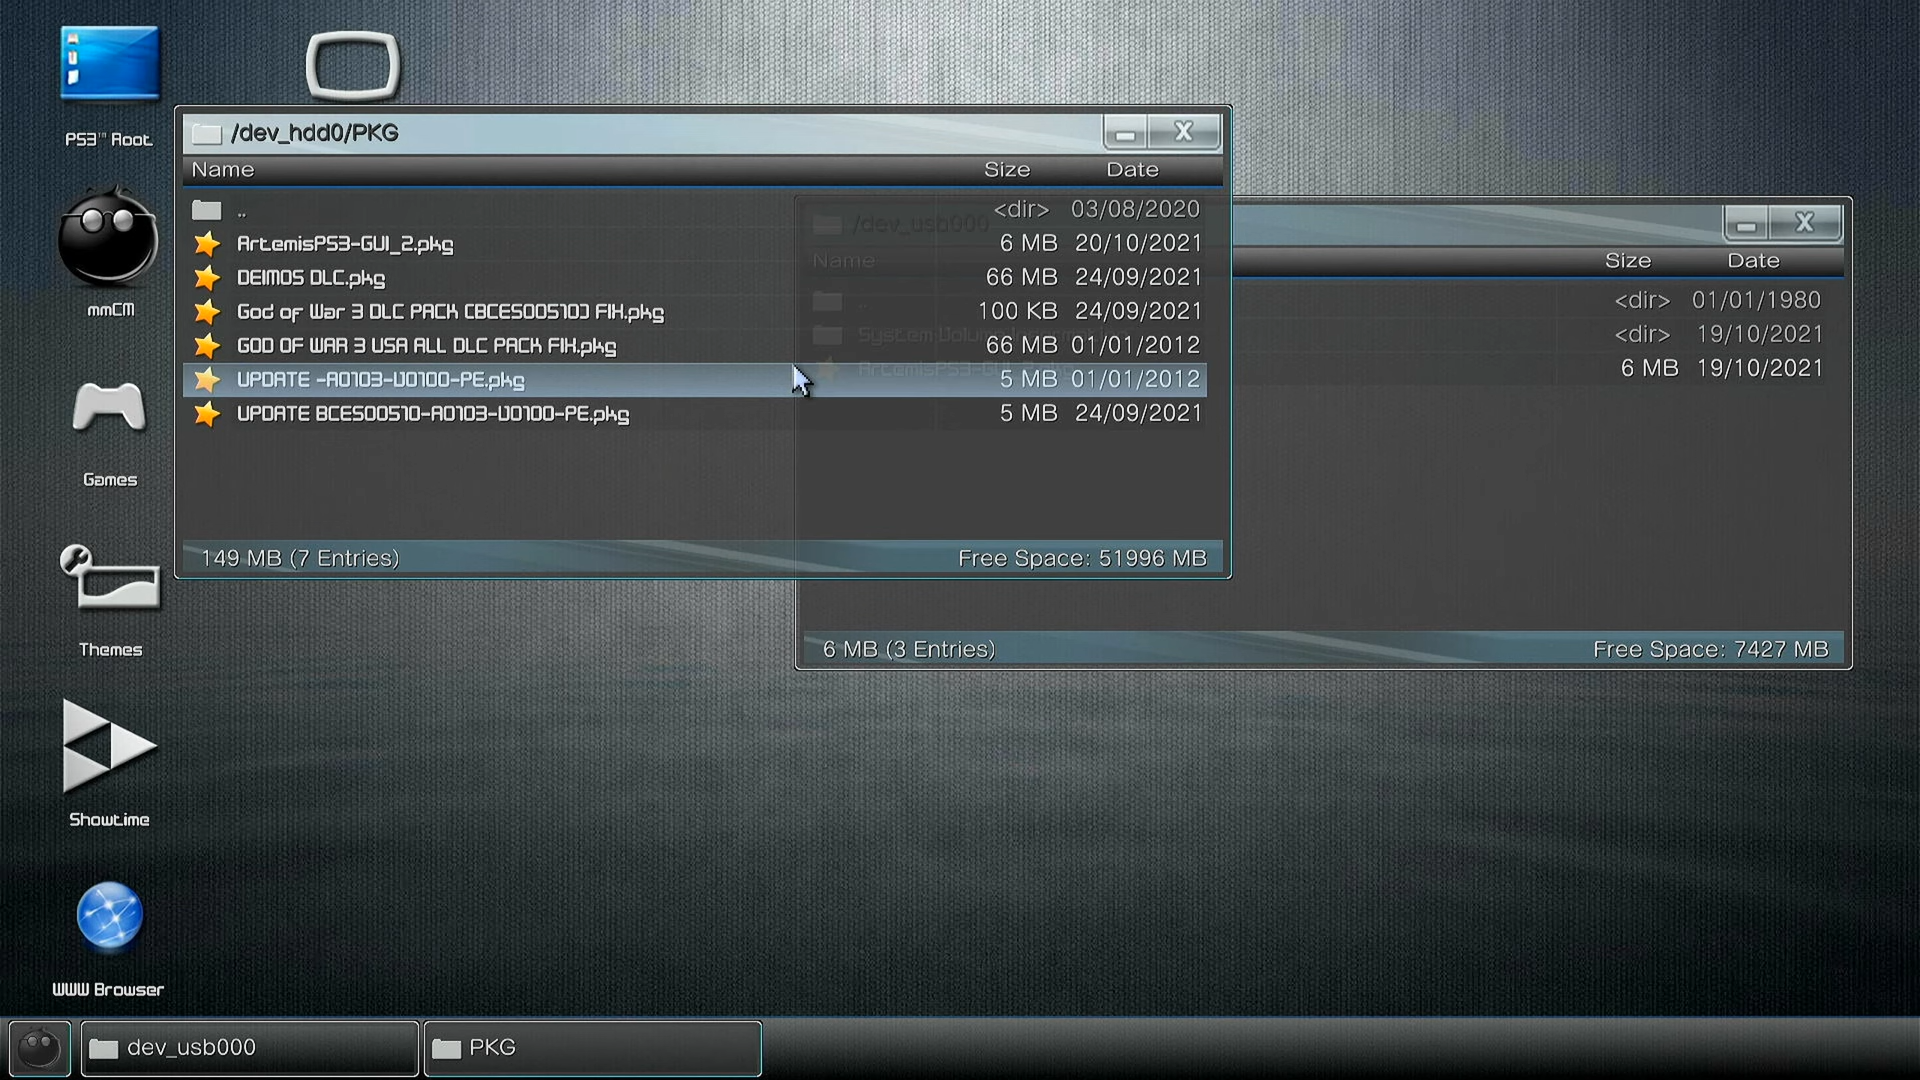 PS3™ Root
mmCM
Games
Themes
Showtime
WWW Browser
/dev_hdd0/PKG
X
Name Size Date
.. <dir> 03/08/2020
ArtemisPS3-GUI_2.pkg 6 MB 20/10/2021
DEIMOS DLC.pkg 66 MB 24/09/2021
God of War 3 DLC PACK (BCES00510) FIX.pkg 100 KB 24/09/2021
GOD OF WAR 3 USA ALL DLC PACK FIX.pkg 66 MB 01/01/2012
UPDATE -A0103-V0100-PE.pkg 5 MB 01/01/2012
UPDATE BCES00510-A0103-V0100-PE.pkg 5 MB 24/09/2021
149 MB (7 Entries) Free Space: 51996 MB
/dev_usb000
X
Name Size Date
.. <dir> 01/01/1980
System Volume Information <dir> 19/10/2021
6 MB 19/10/2021
6 MB (3 Entries) Free Space: 7427 MB
dev_usb000
PKG